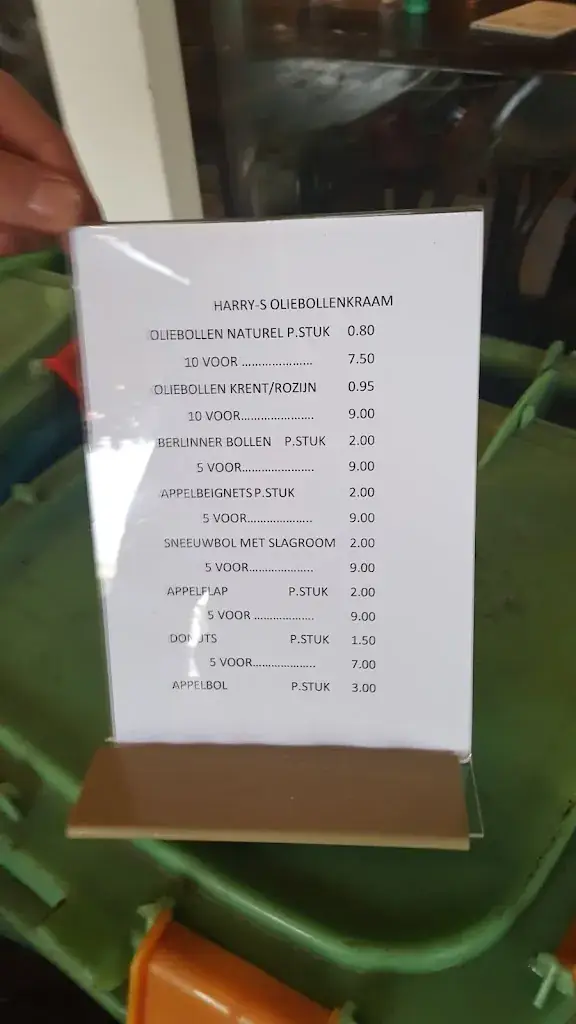 HARRY-S OLIEBOLLENKRAAM
OLIEBOLLEN NATUREL P.STUK 0.80
10 VOOR ..................... 7.50
OLIEBOLLEN KRENT/ROZIJN 0.95
10 VOOR...................... 9.00
BERLINNER BOLLEN P.STUK 2.00
5 VOOR...................... 9.00
APPELBEIGNETS P.STUK 2.00
5 VOOR.................... 9.00
SNEEUWBOL MET SLAGROOM 2.00
5 VOOR.................... 9.00
APPELFLAP P.STUK 2.00
5 VOOR ................... 9.00
DONUTS P.STUK 1.50
5 VOOR.................... 7.00
APPELBOL P.STUK 3.00